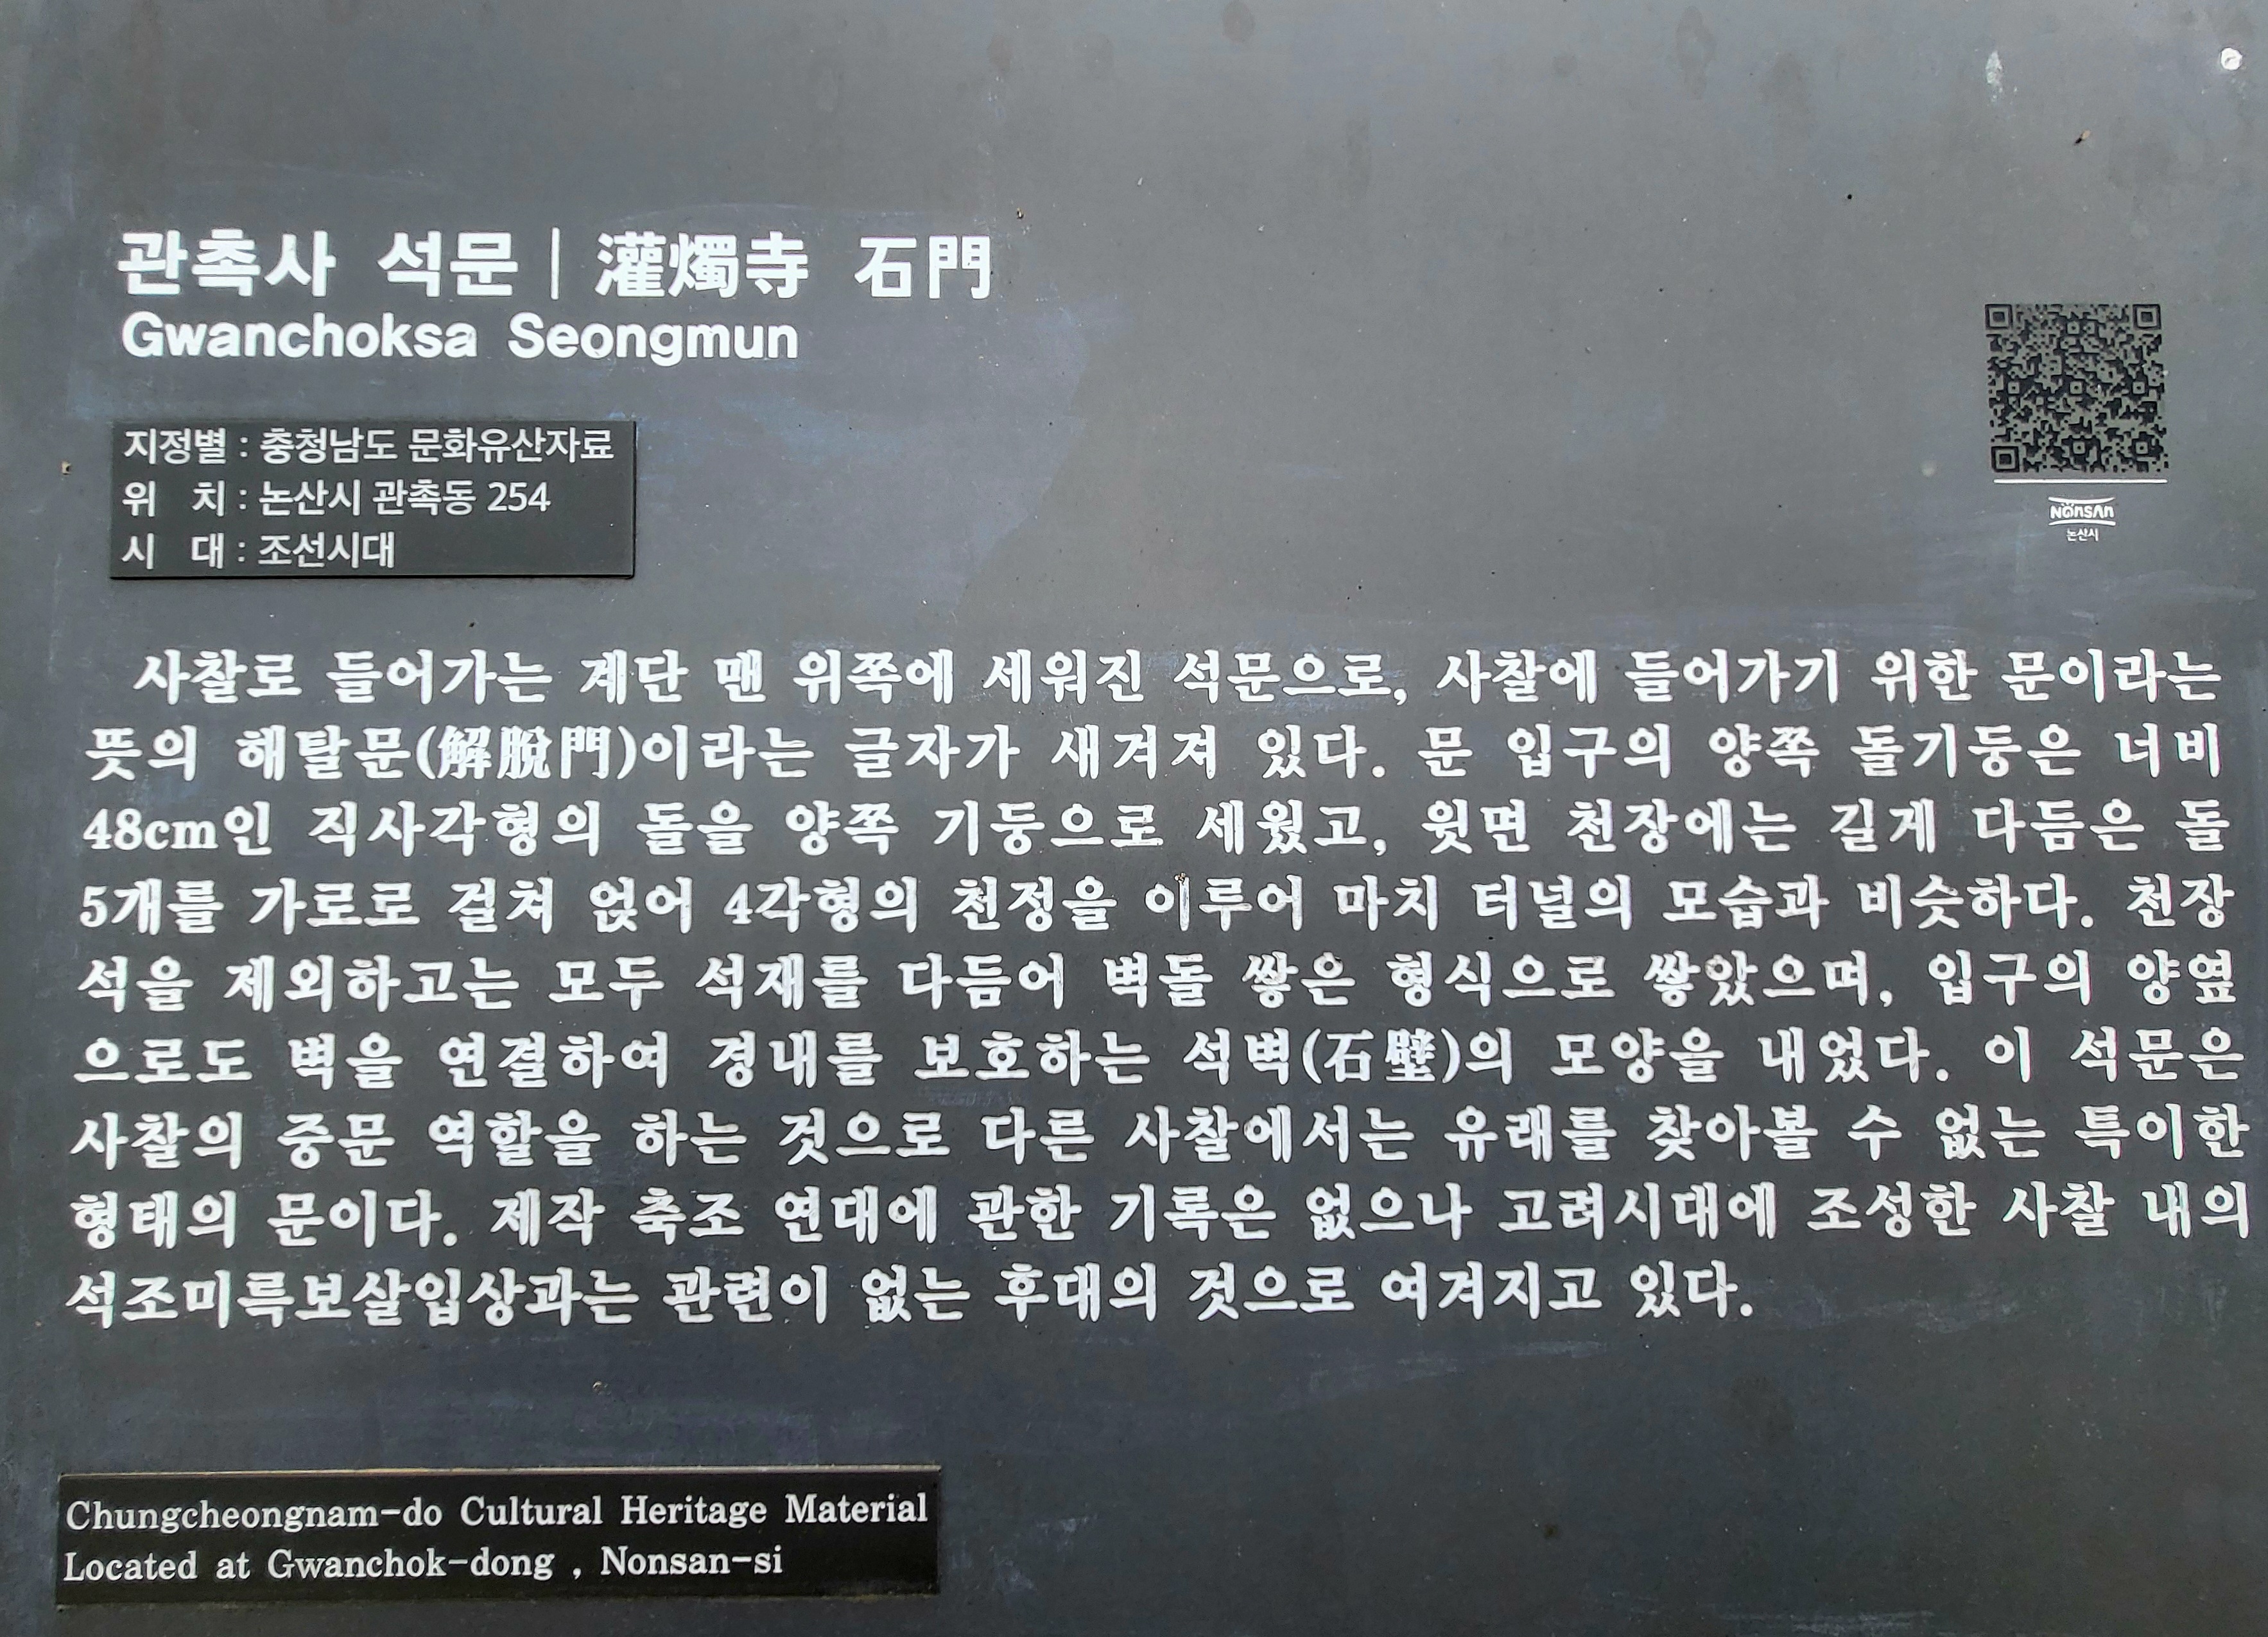 관촉사 석문 | 灌燭寺 石門
Gwanchoksa Seongmun
지정별 : 충청남도 문화유산자료
위 치 : 논산시 관촉동 254
시 대 : 조선시대
NonSan
논산시
사찰로 들어가는 계단 맨 위쪽에 세워진 석문으로, 사찰에 들어가기 위한 문이라는
뜻의 해탈문(解脫門)이라는 글자가 새겨져 있다. 문 입구의 양쪽 돌기둥은 너비
48cm인 직사각형의 돌을 양쪽 기둥으로 세웠고, 윗면 천장에는 길게 다듬은 돌
5개를 가로로 걸쳐 얹어 4각형의 천정을 이루어 마치 터널의 모습과 비슷하다. 천장
석을 제외하고는 모두 석재를 다듬어 벽돌 쌓은 형식으로 쌓았으며, 입구의 양옆
으로도 벽을 연결하여 경내를 보호하는 석벽(石壁)의 모양을 내었다. 이 석문은
사찰의 중문 역할을 하는 것으로 다른 사찰에서는 유래를 찾아볼 수 없는 특이한
형태의 문이다. 제작 축조 연대에 관한 기록은 없으나 고려시대에 조성한 사찰 내의
석조미륵보살입상과는 관련이 없는 후대의 것으로 여겨지고 있다.
Chungcheongnam-do Cultural Heritage Material
Located at Gwanchok-dong , Nonsan-si